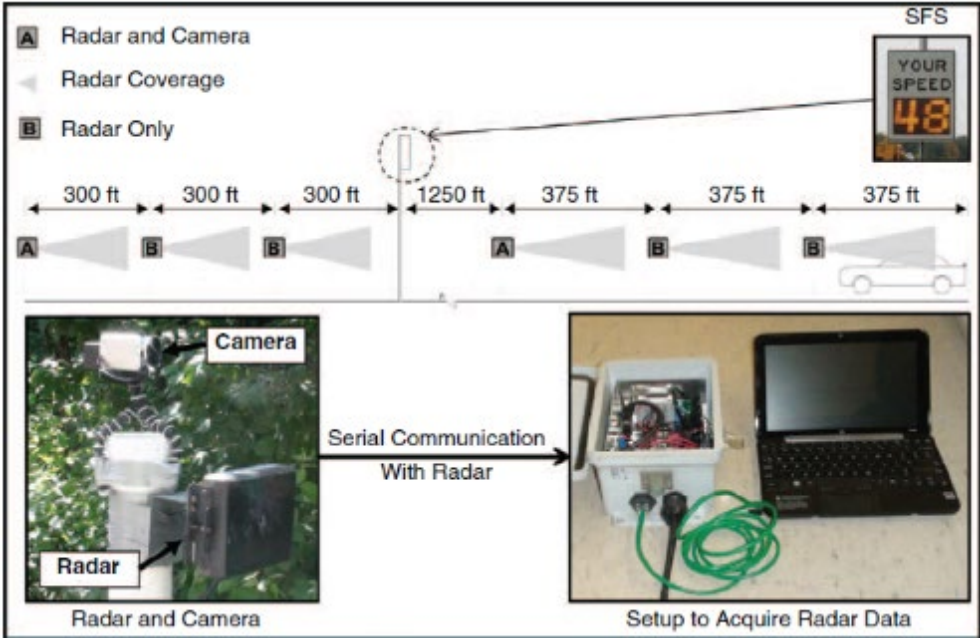 SFS
A Radar and Camera
Radar Coverage
B Radar Only
YOUR
SPEED
48
300 ft 300 ft 300 ft 1250 ft 375 ft 375 ft 375 ft
A B B A B B
Camera
Radar
Serial Communication
With Radar
Radar and Camera
Setup to Acquire Radar Data